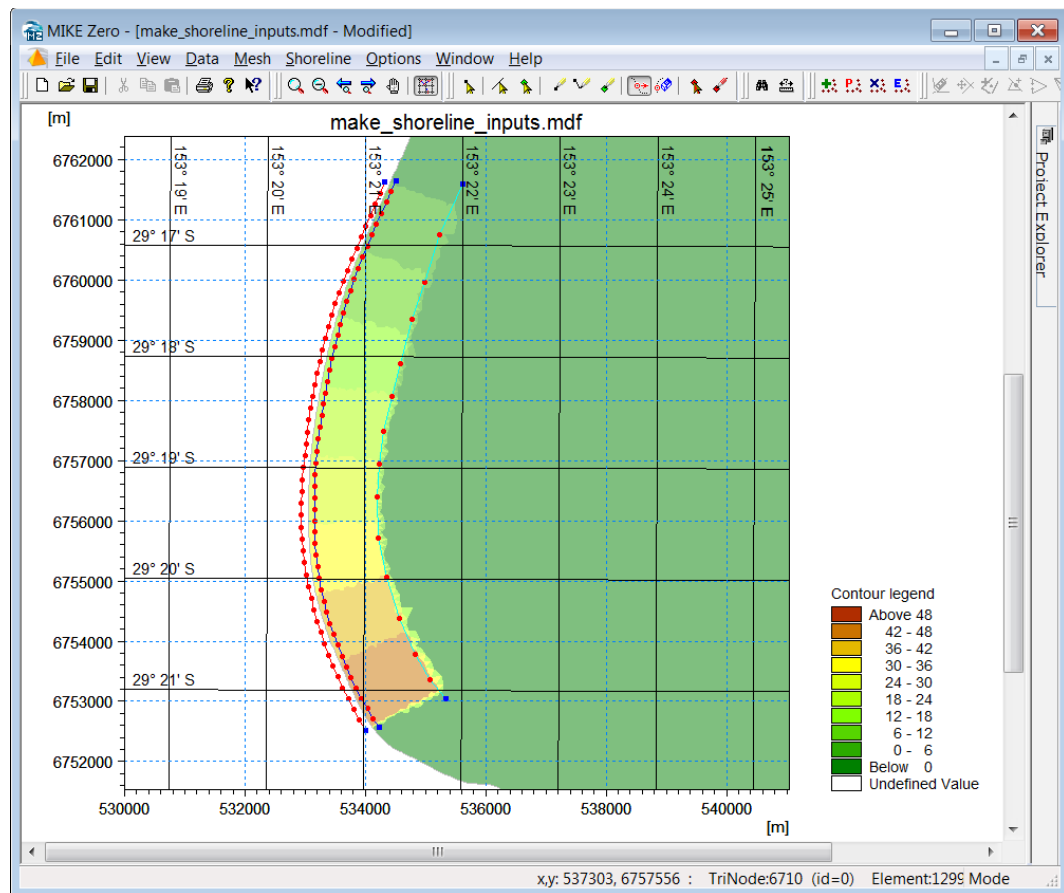 MIKE Zero - [make_shoreline_inputs.mdf - Modified]
File Edit View Data Mesh Shoreline Options Window Help
[m]
make_shoreline_inputs.mdf
Project Explorer
153° 19' E
153° 20' E
153° 21' E
153° 22' E
153° 23' E
153° 24' E
153° 25' E
6762000
6761000
29° 17' S
6760000
6759000
29° 18' S
6758000
6757000
29° 19' S
6756000
6755000
29° 20' S
6754000
6753000
29° 21' S
6752000
530000 532000 534000 536000 538000 540000
[m]
Contour legend
Above 48
42 - 48
36 - 42
30 - 36
24 - 30
18 - 24
12 - 18
6 - 12
0 - 6
Below 0
Undefined Value
x,y: 537303, 6757556 : TriNode:6710 (id=0) Element:1299 Mode